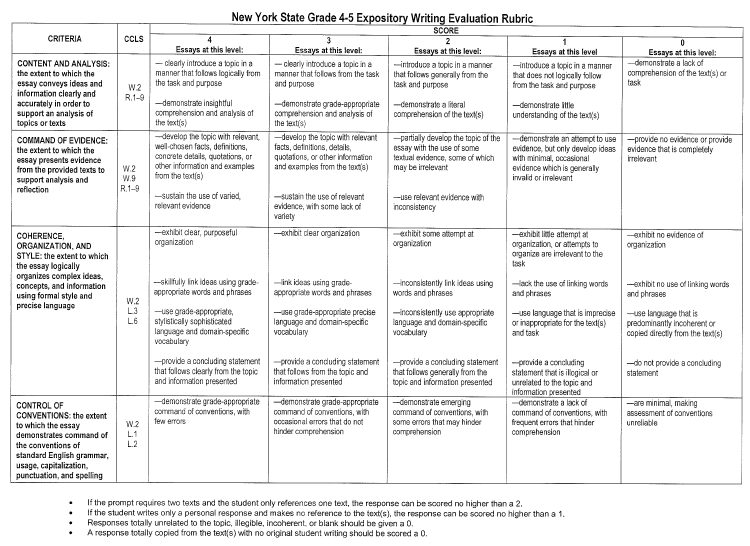 New York State Grade 4-5 Expository Writing Evaluation Rubric
CRITERIA
CCLS
SCORE
4
Essays at this level:
3
Essays at this level:
2
Essays at this level:
1
Essays at this level
0
Essays at this level:
CONTENT AND ANALYSIS:
the extent to which the
essay conveys ideas and
information clearly and
accurately in order to
support an analysis of
topics or texts
W.2
R.1–9
— clearly introduce a topic in a
manner that follows logically from
the task and purpose
—demonstrate insightful
comprehension and analysis of
the text(s)
— clearly introduce a topic in a
manner that follows from the task
and purpose
—demonstrate grade-appropriate
comprehension and analysis of
the text(s)
—introduce a topic in a manner
that follows generally from the
task and purpose
—demonstrate a literal
comprehension of the text(s)
—introduce a topic in a manner
that does not logically follow
from the task and purpose
—demonstrate little
understanding of the text(s)
—demonstrate a lack of
comprehension of the text(s) or
task
COMMAND OF EVIDENCE:
the extent to which the
essay presents evidence
from the provided texts to
support analysis and
reflection
W.2
W.9
R.1–9
—develop the topic with relevant,
well-chosen facts, definitions,
concrete details, quotations, or
other information and examples
from the text(s)
—sustain the use of varied,
relevant evidence
—develop the topic with relevant
facts, definitions, details,
quotations, or other information
and examples from the text(s)
—sustain the use of relevant
evidence, with some lack of
variety
—partially develop the topic of the
essay with the use of some
textual evidence, some of which
may be irrelevant
—use relevant evidence with
inconsistency
—demonstrate an attempt to use
evidence, but only develop ideas
with minimal, occasional
evidence which is generally
invalid or irrelevant
—provide no evidence or provide
evidence that is completely
irrelevant
COHERENCE,
ORGANIZATION, AND
STYLE: the extent to which
the essay logically
organizes complex ideas,
concepts, and information
using formal style and
precise language
W.2
L.3
L.6
—exhibit clear, purposeful
organization
—skillfully link ideas using grade-
appropriate words and phrases
—use grade-appropriate,
stylistically sophisticated
language and domain-specific
vocabulary
—provide a concluding statement
that follows clearly from the topic
and information presented
—exhibit clear organization
—link ideas using grade-
appropriate words and phrases
—use grade-appropriate precise
language and domain-specific
vocabulary
—provide a concluding statement
that follows from the topic and
information presented
—exhibit some attempt at
organization
—inconsistently link ideas using
words and phrases
—inconsistently use appropriate
language and domain-specific
vocabulary
—provide a concluding statement
that follows generally from the
topic and information presented
—exhibit little attempt at
organization, or attempts to
organize are irrelevant to the
task
—lack the use of linking words
and phrases
—use language that is imprecise
or inappropriate for the text(s)
and task
—provide a concluding
statement that is illogical or
unrelated to the topic and
information presented
—exhibit no evidence of
organization
—exhibit no use of linking words
and phrases
—use language that is
predominantly incoherent or
copied directly from the text(s)
—do not provide a concluding
statement
CONTROL OF
CONVENTIONS: the extent
to which the essay
demonstrates command of
the conventions of
standard English grammar,
usage, capitalization,
punctuation, and spelling
W.2
L.1
L.2
—demonstrate grade-appropriate
command of conventions, with
few errors
—demonstrate grade-appropriate
command of conventions, with
occasional errors that do not
hinder comprehension
—demonstrate emerging
command of conventions, with
some errors that may hinder
comprehension
—demonstrate a lack of
command of conventions, with
frequent errors that hinder
comprehension
—are minimal, making
assessment of conventions
unreliable
• If the prompt requires two texts and the student only references one text, the response can be scored no higher than a 2.
• If the student writes only a personal response and makes no reference to the text(s), the response can be scored no higher than a 1.
• Responses totally unrelated to the topic, illegible, incoherent, or blank should be given a 0.
• A response totally copied from the text(s) with no original student writing should be scored a 0.